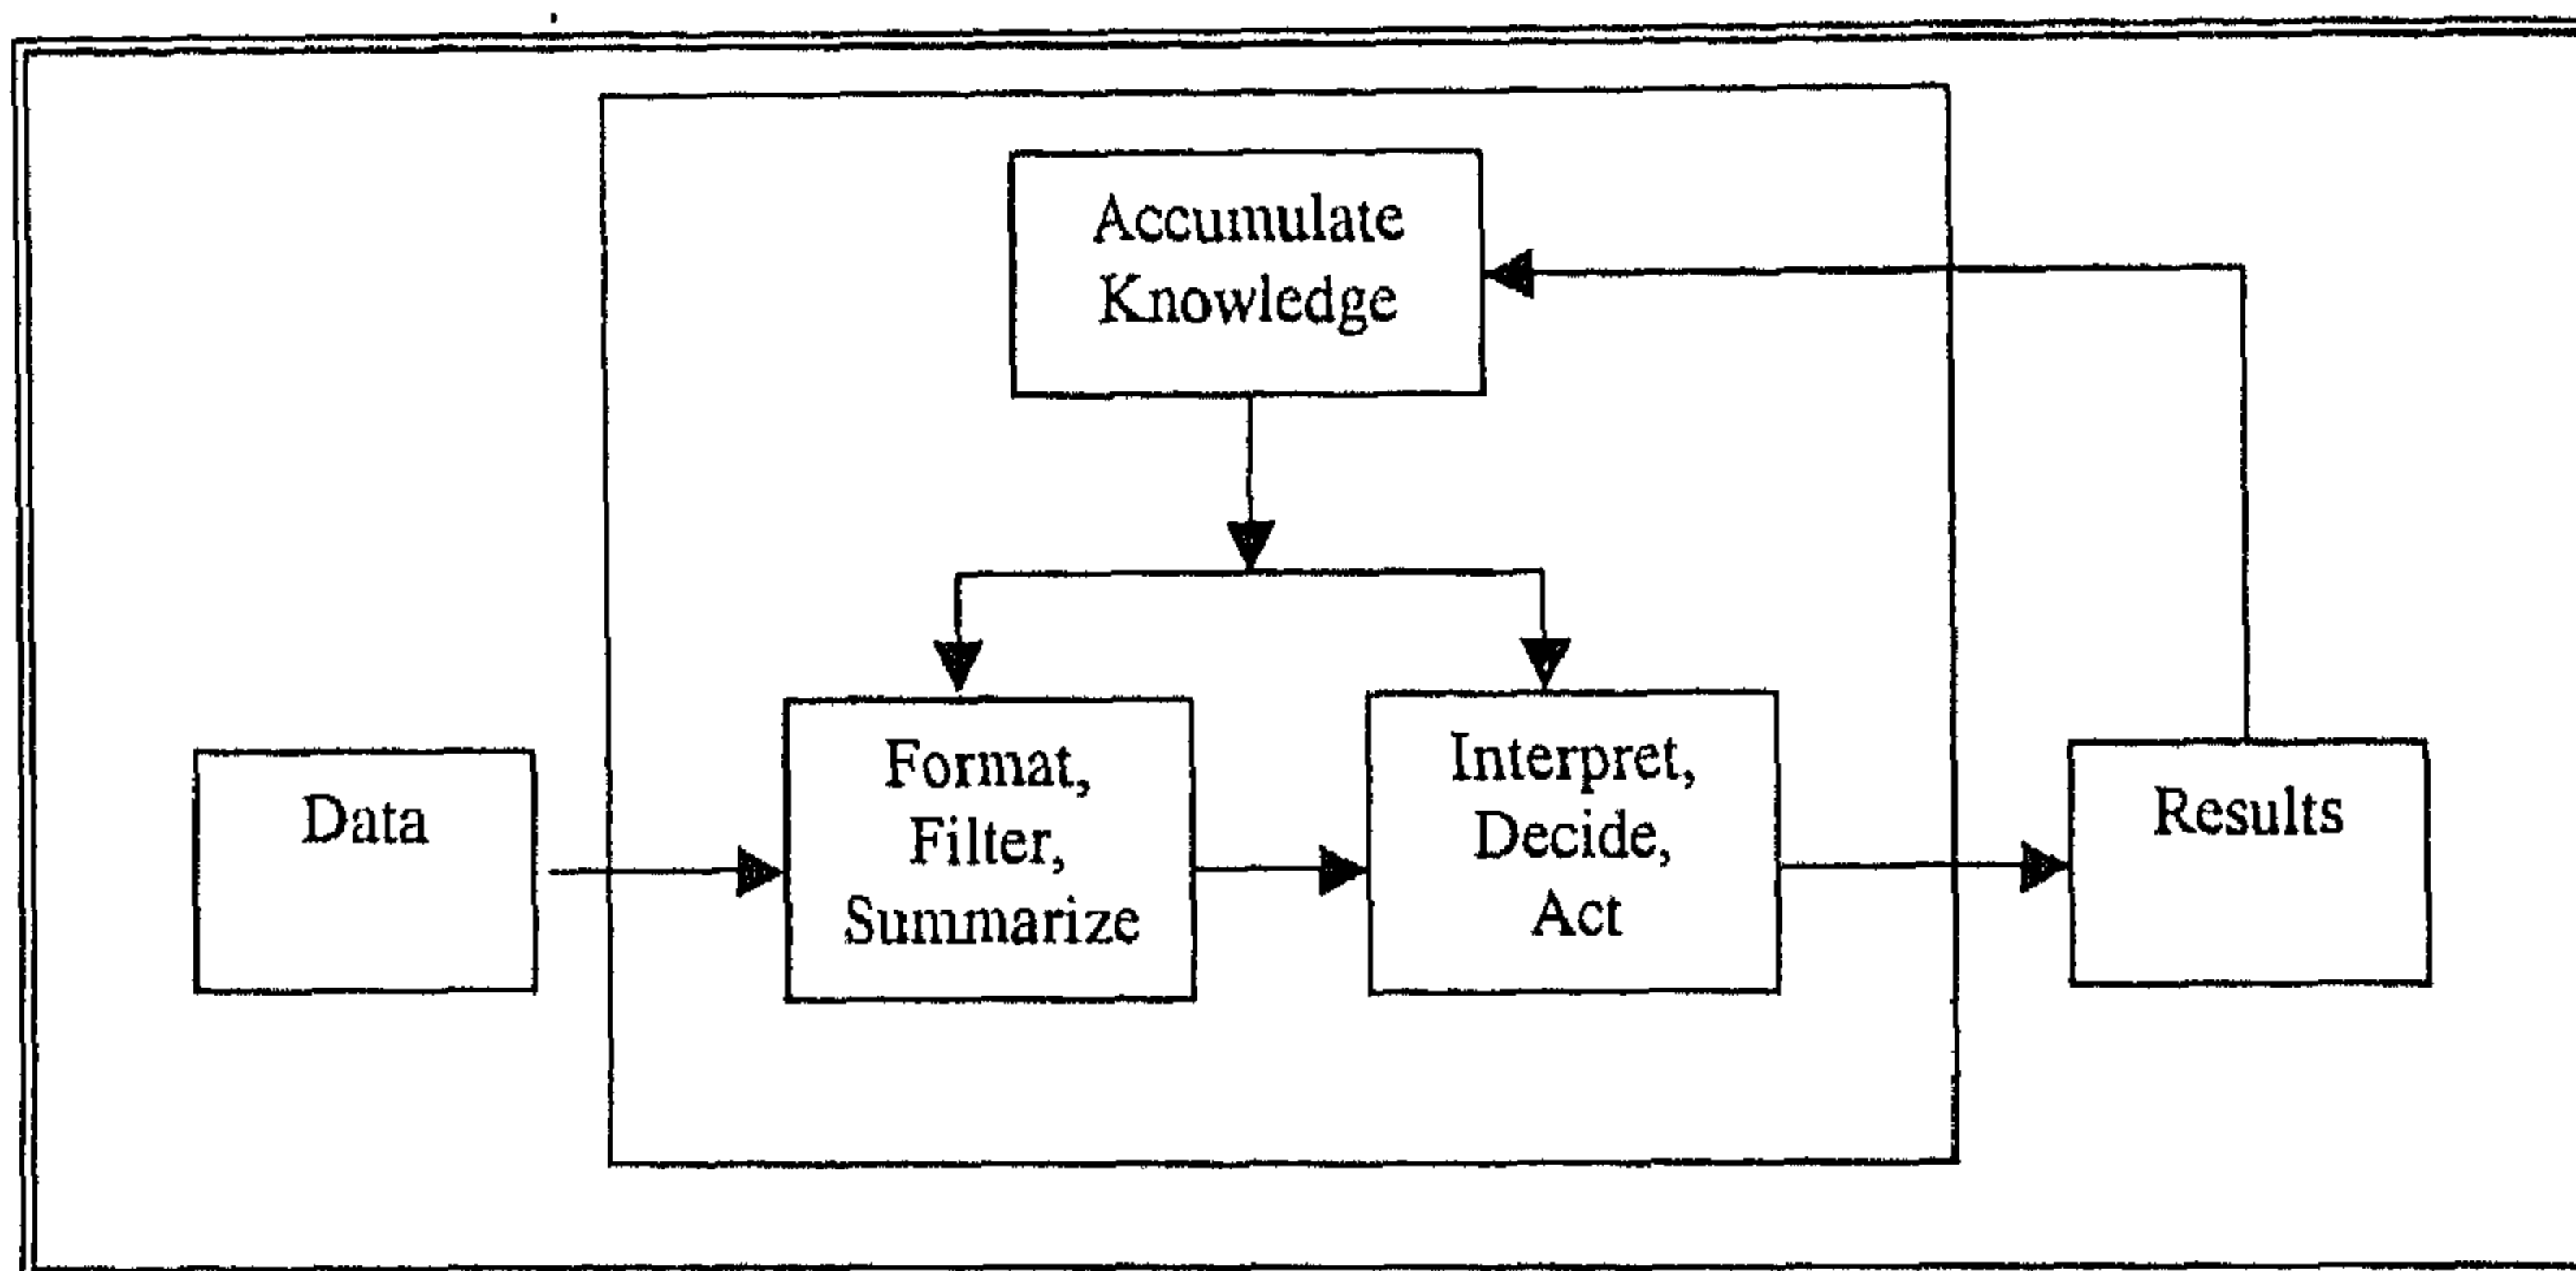 Accumulate
Knowledge
Data
Format,
Filter,
Summarize
Interpret,
Decide,
Act
Results